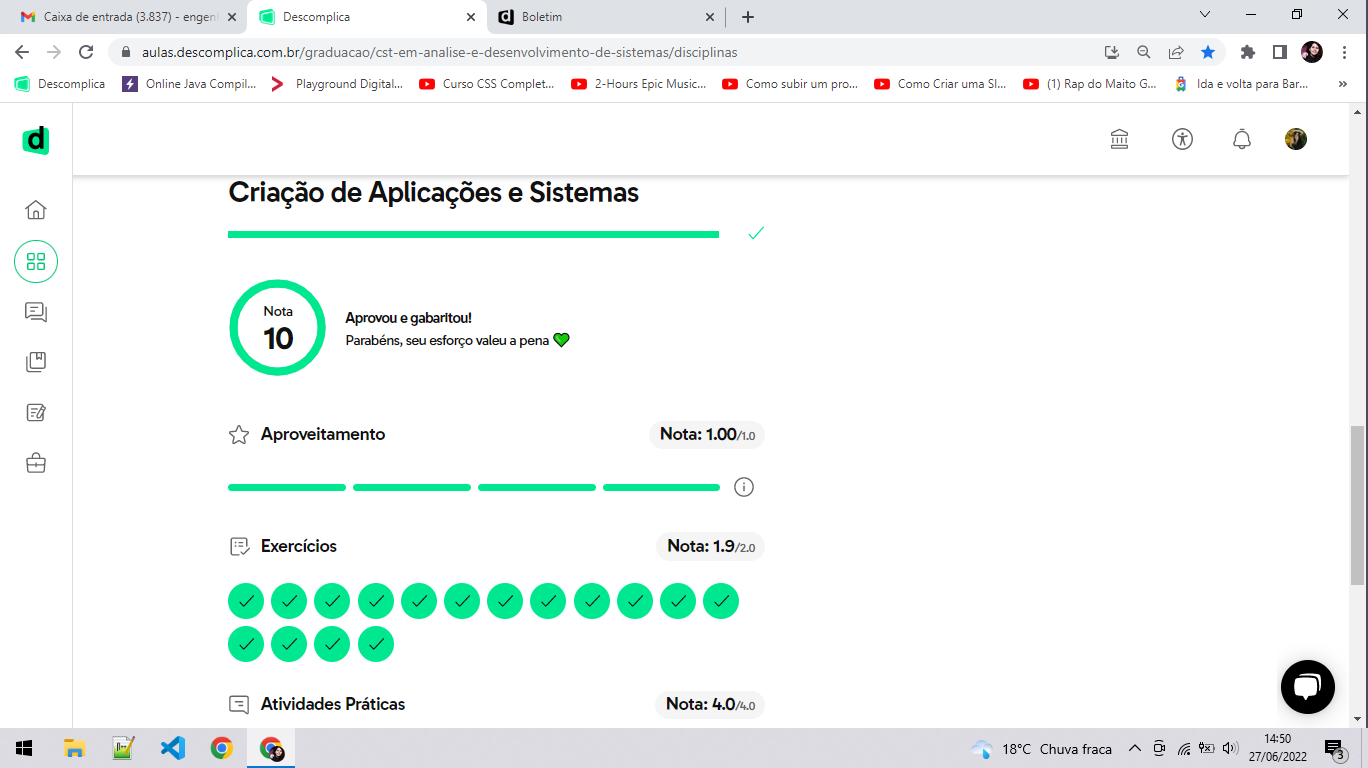 Caixa de entrada (3.837) - engenh
Descomplica
Boletim
aulas.descomplica.com.br/graduacao/cst-em-analise-e-desenvolvimento-de-sistemas/disciplinas
Descomplica
Online Java Compil...
Playground Digital...
Curso CSS Complet...
2-Hours Epic Music...
Como subir um pro...
Como Criar uma Sl...
(1) Rap do Maito G...
Ida e volta para Bar...
»
d
Criação de Aplicações e Sistemas
Nota
10
Aprovou e gabaritou!
Parabéns, seu esforço valeu a pena 💚
Aproveitamento
Nota: 1.00/1.0
Exercícios
Nota: 1.9/2.0
Atividades Práticas
Nota: 4.0/4.0
18°C Chuva fraca
14:50
27/06/2022
3